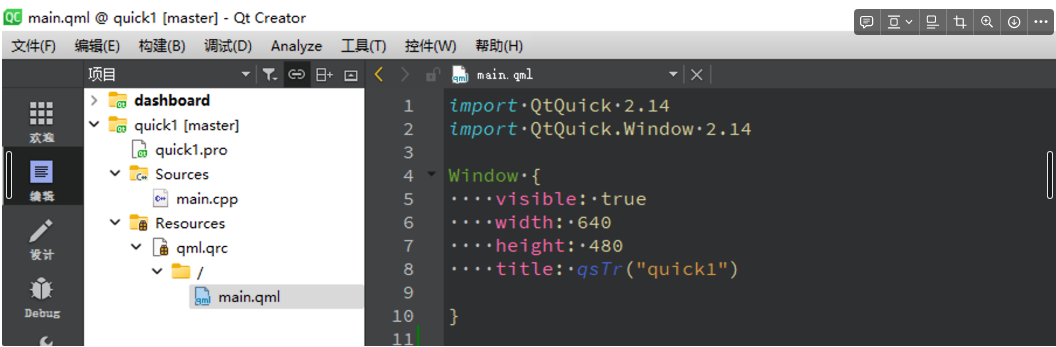 main.qml @ quick1 [master] - Qt Creator
文件(F) 编辑(E) 构建(B) 调试(D) Analyze 工具(T) 控件(W) 帮助(H)
项目
main.qml
欢迎
编辑
设计
Debug
dashboard
quick1 [master]
quick1.pro
Sources
main.cpp
Resources
qml.qrc
/
main.qml
1 import·QtQuick·2.14
2 import·QtQuick.Window·2.14
3
4 Window·{
5 ····visible:·true
6 ····width:·640
7 ····height:·480
8 ····title:·qsTr("quick1")
9
10 }
11